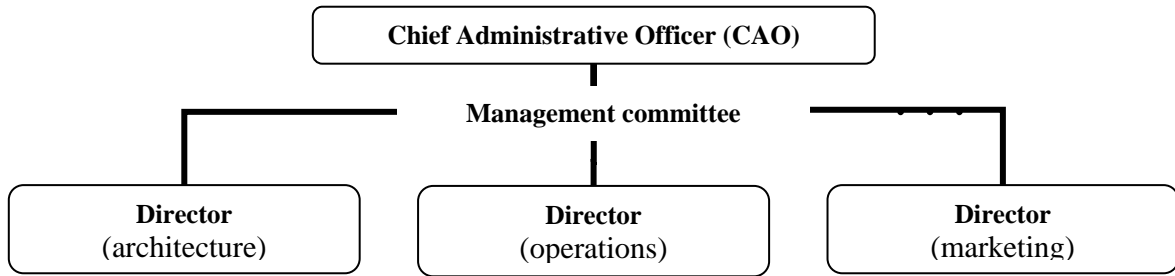 Chief Administrative Officer (CAO)
Management committee
Director
(architecture)
Director
(operations)
Director
(marketing)